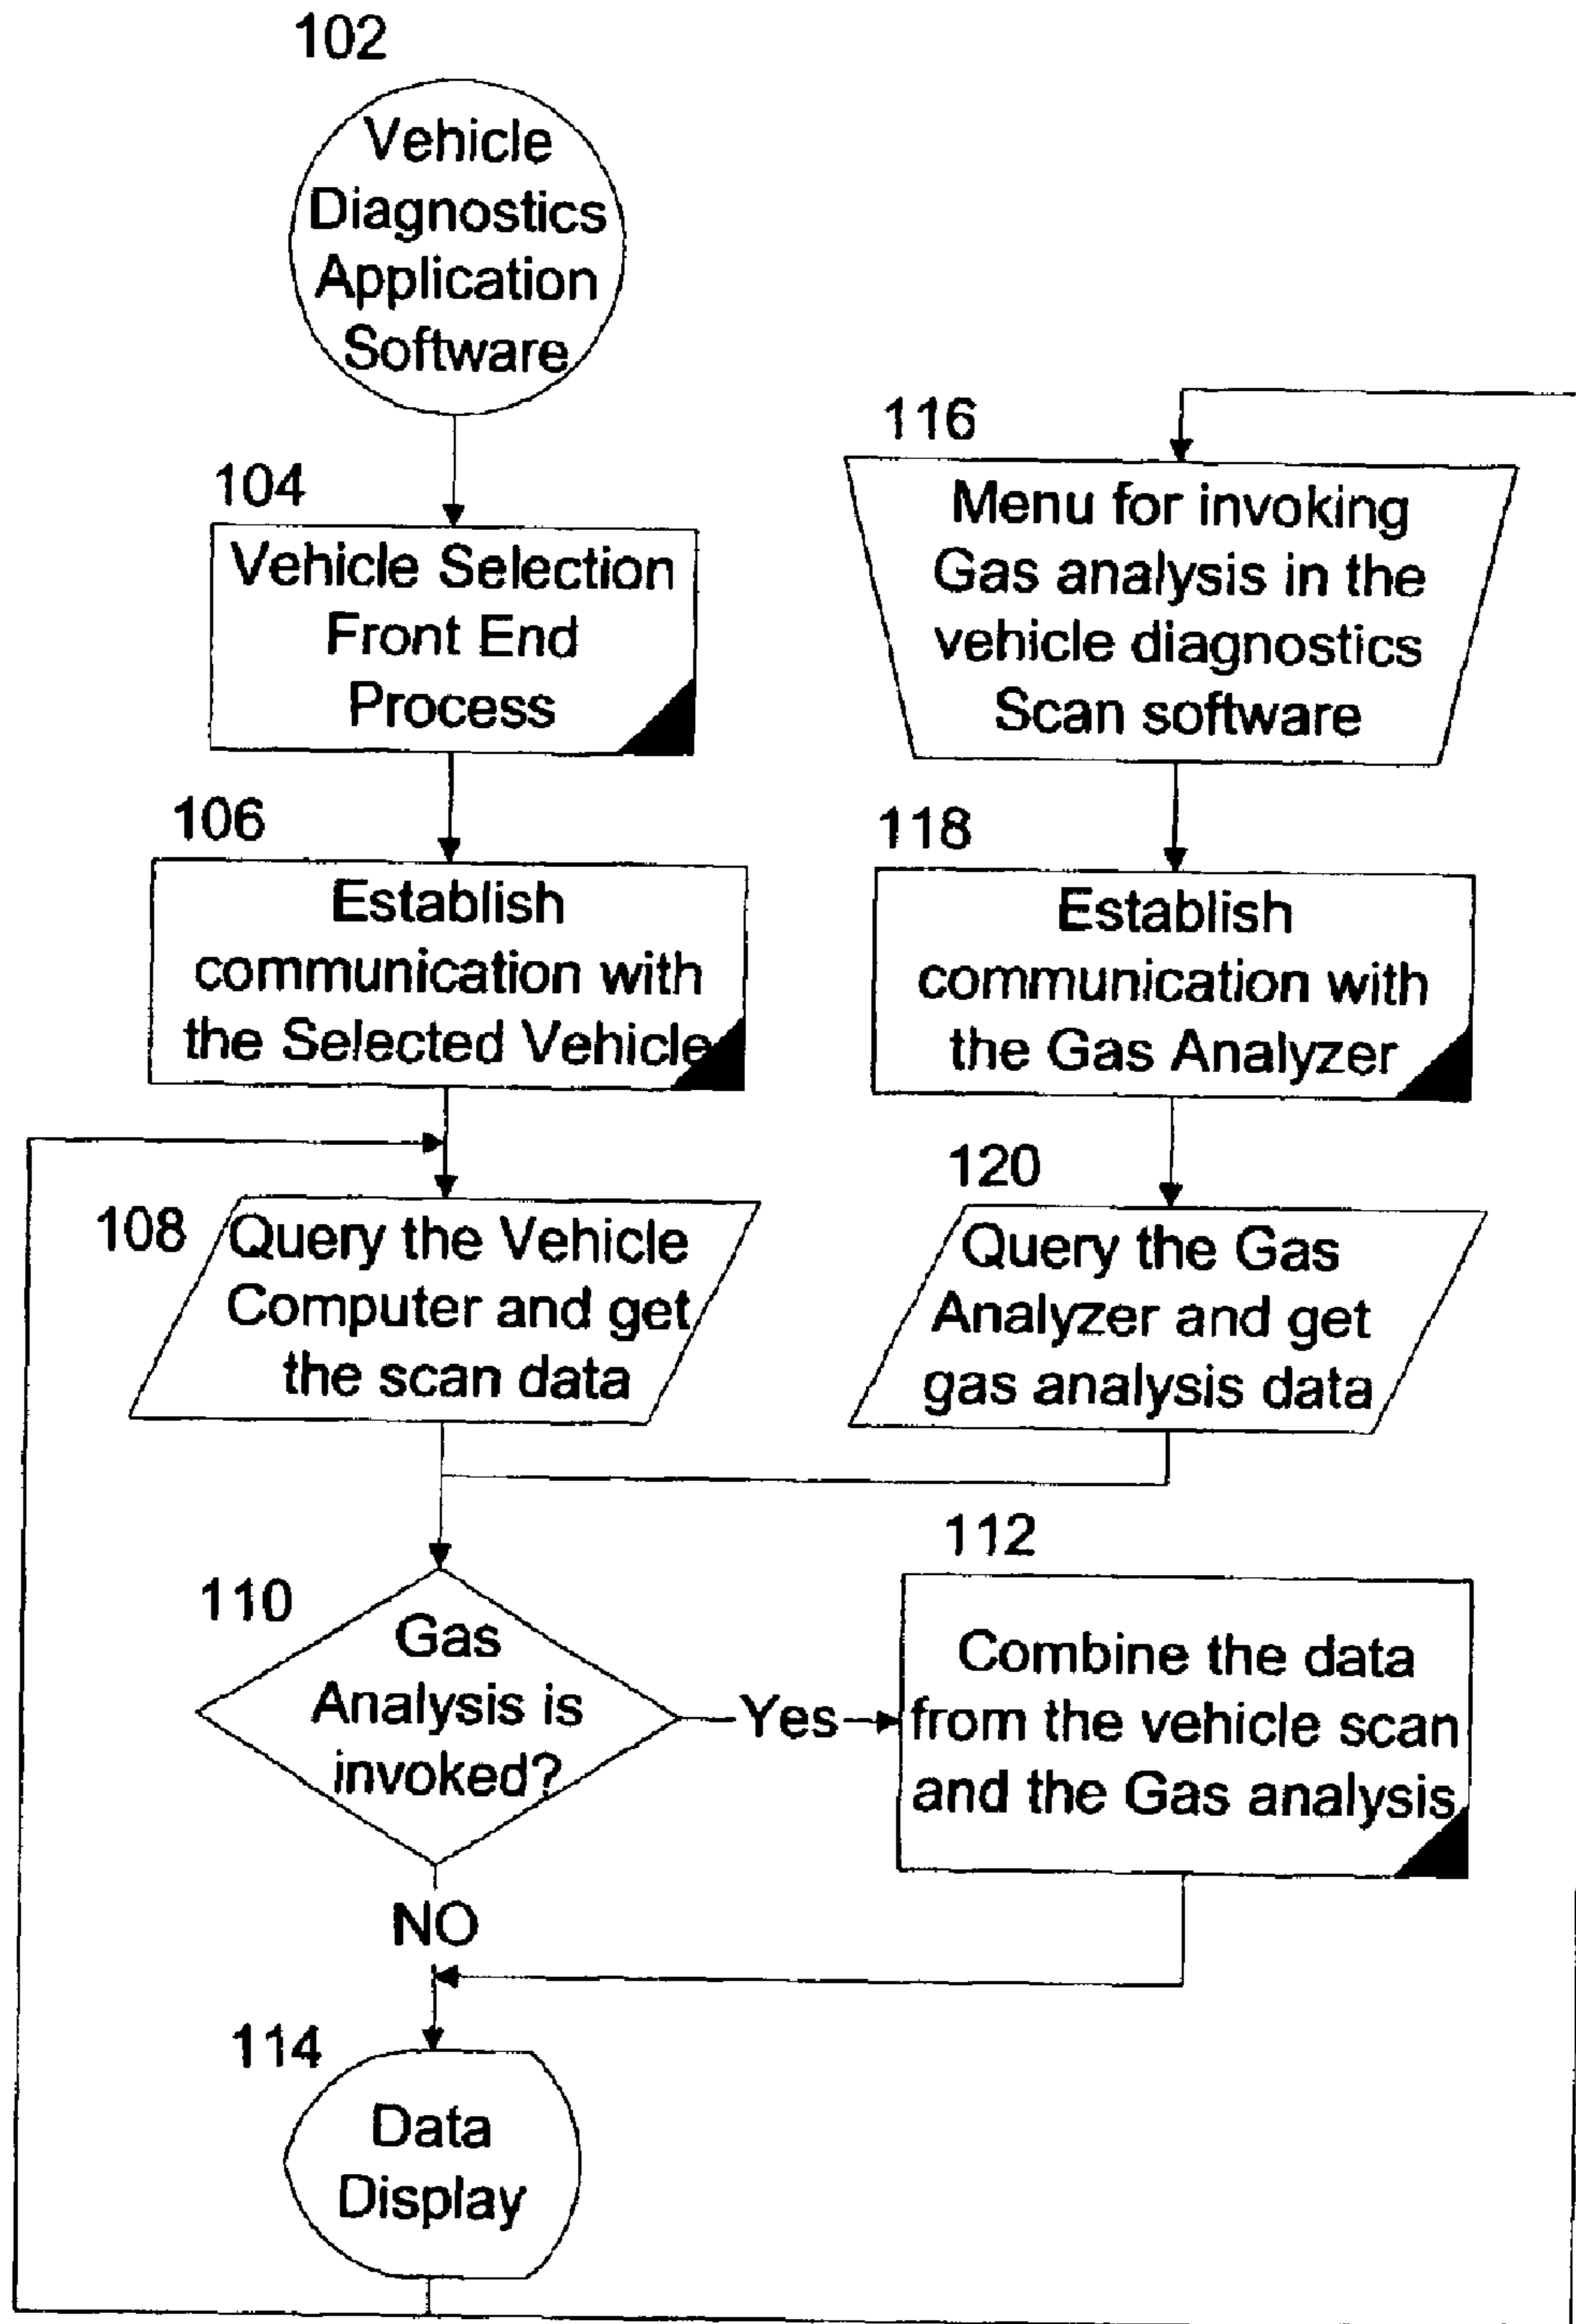 102
Vehicle
Diagnostics
Application
Software
104
Vehicle Selection
Front End
Process
106
Establish
communication with
the Selected Vehicle
108
Query the Vehicle
Computer and get
the scan data
110
Gas
Analysis is
invoked?
Yes
NO
112
Combine the data
from the vehicle scan
and the Gas analysis
114
Data
Display
116
Menu for invoking
Gas analysis in the
vehicle diagnostics
Scan software
118
Establish
communication with
the Gas Analyzer
120
Query the Gas
Analyzer and get
gas analysis data